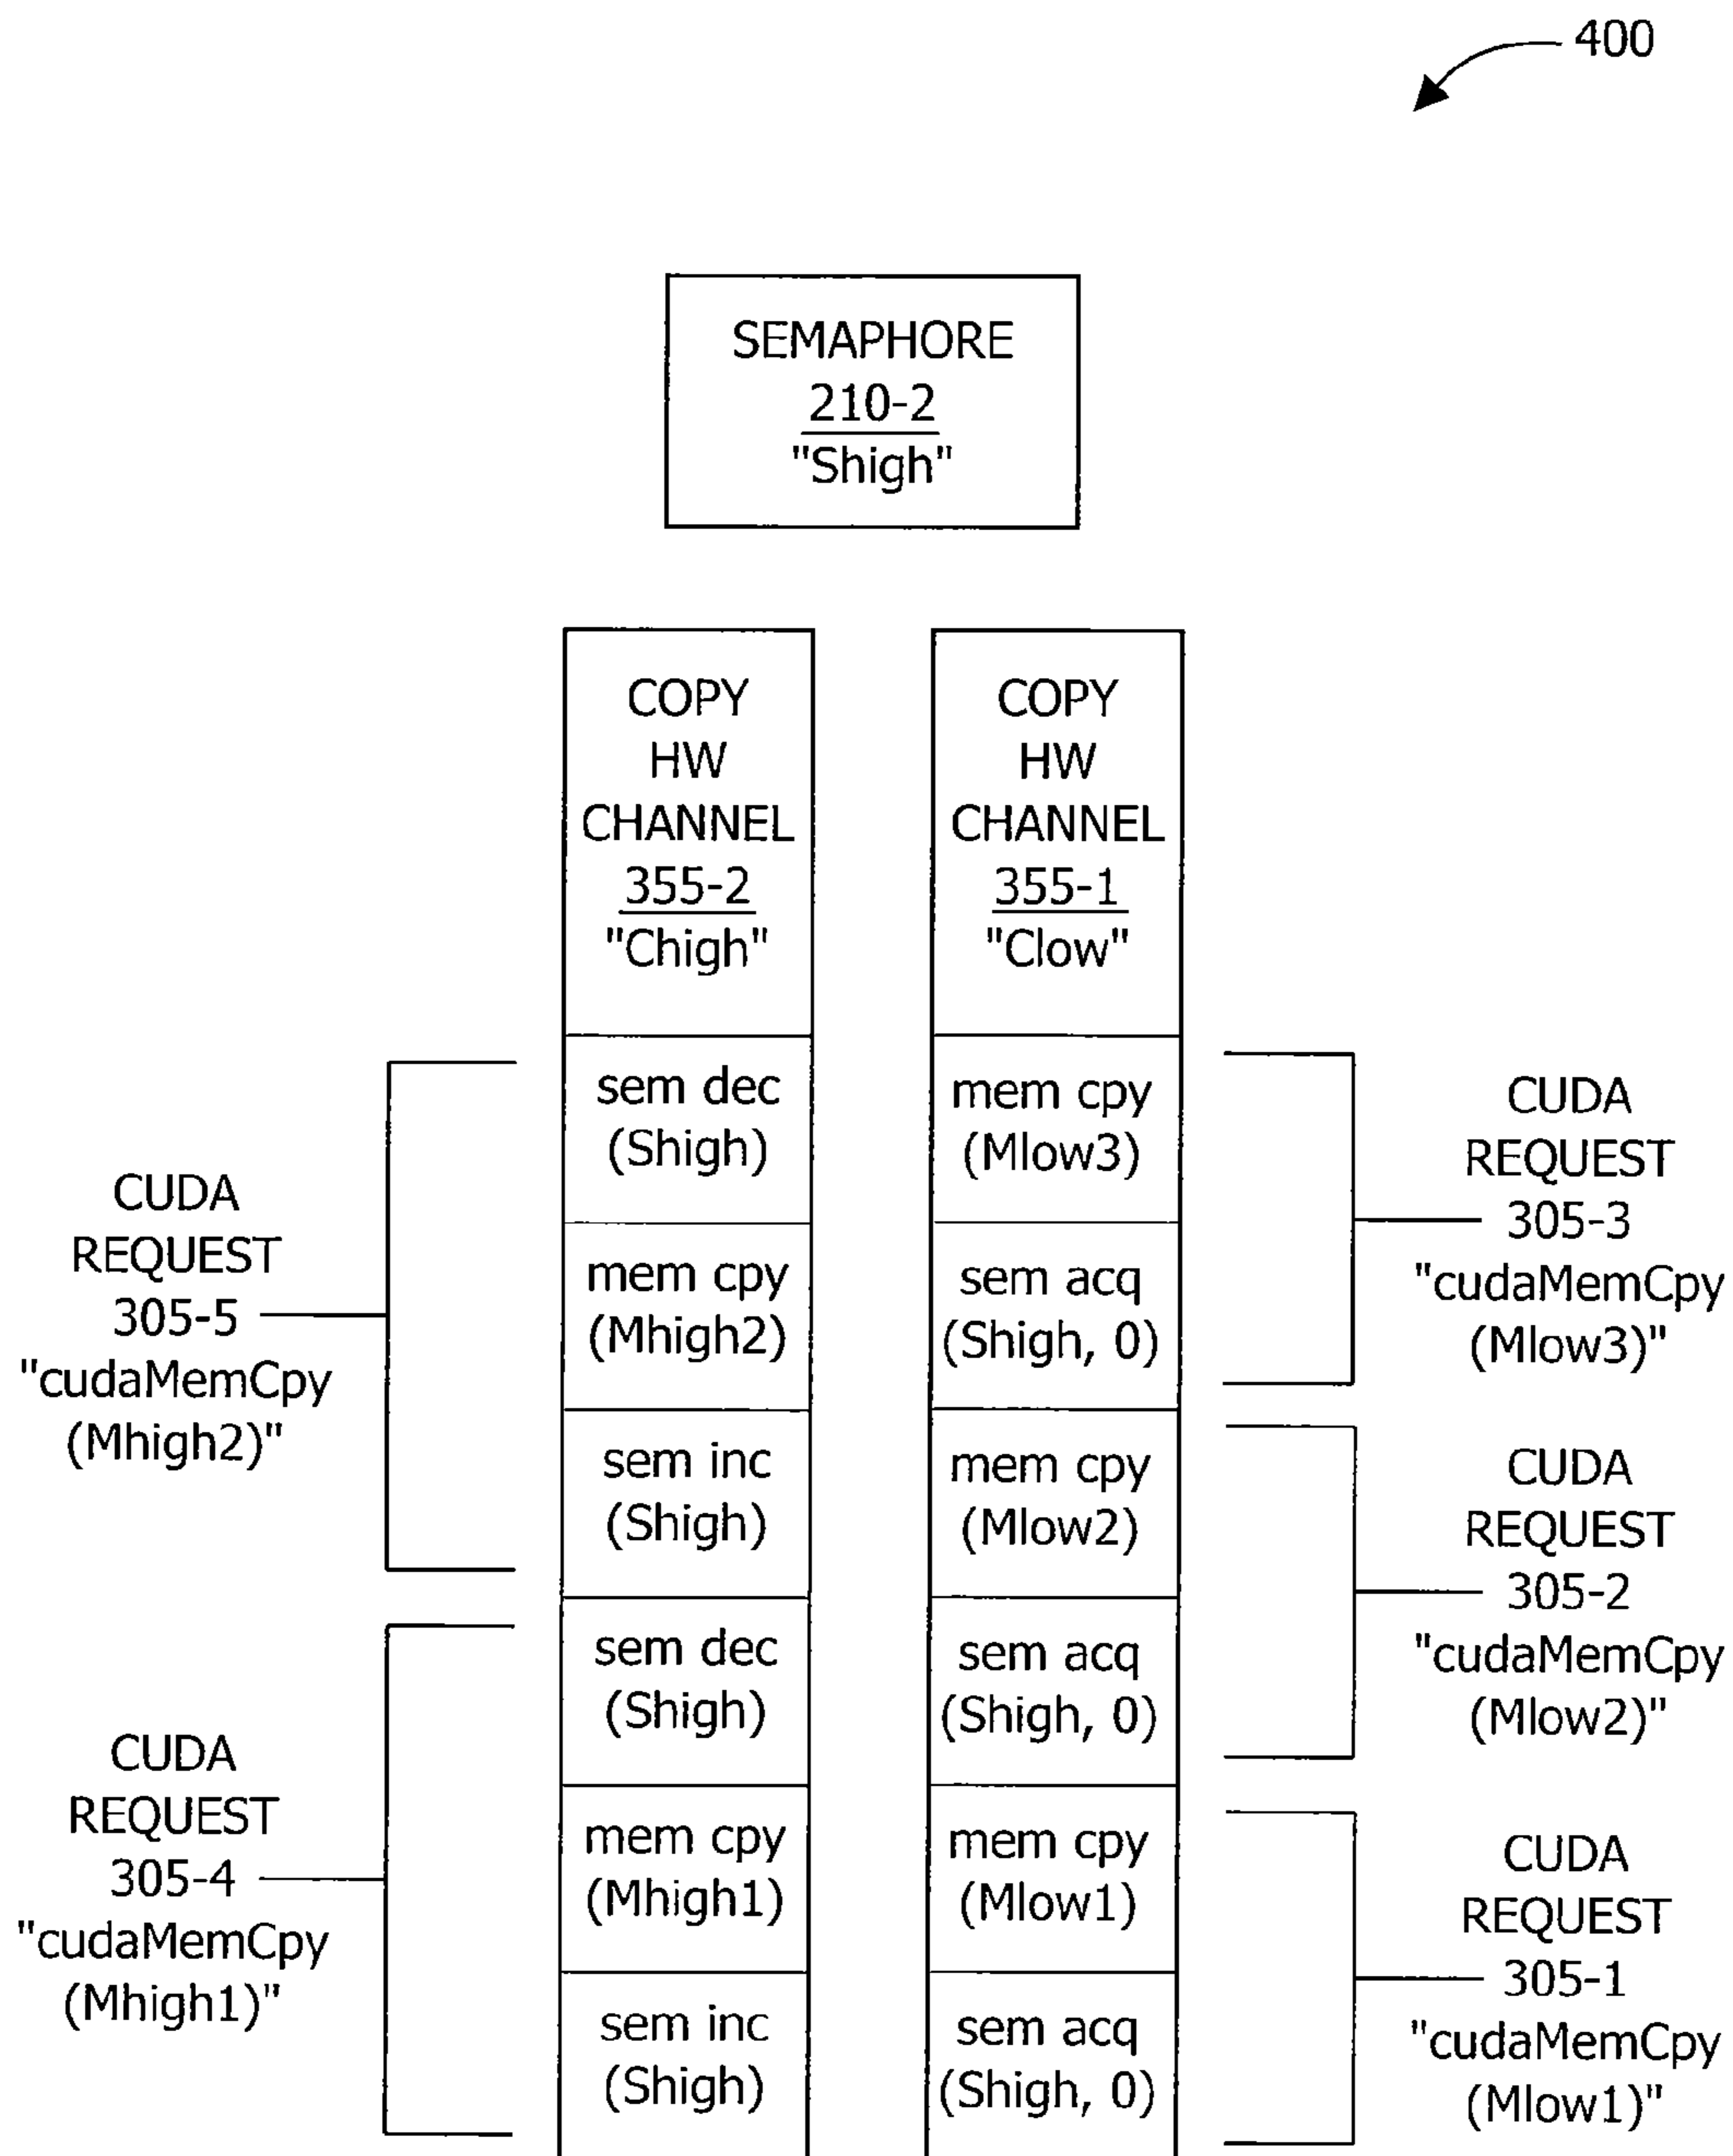 400
SEMAPHORE
210-2
"Shigh"
COPY
HW
CHANNEL
355-2
"Chigh"
COPY
HW
CHANNEL
355-1
"Clow"
CUDA
REQUEST
305-5
"cudaMemCpy
(Mhigh2)"
sem dec
(Shigh)
mem cpy
(Mhigh2)
sem inc
(Shigh)
CUDA
REQUEST
305-4
"cudaMemCpy
(Mhigh1)"
sem dec
(Shigh)
mem cpy
(Mhigh1)
sem inc
(Shigh)
mem cpy
(Mlow3)
sem acq
(Shigh, 0)
CUDA
REQUEST
305-3
"cudaMemCpy
(Mlow3)"
mem cpy
(Mlow2)
sem acq
(Shigh, 0)
CUDA
REQUEST
305-2
"cudaMemCpy
(Mlow2)"
mem cpy
(Mlow1)
sem acq
(Shigh, 0)
CUDA
REQUEST
305-1
"cudaMemCpy
(Mlow1)"